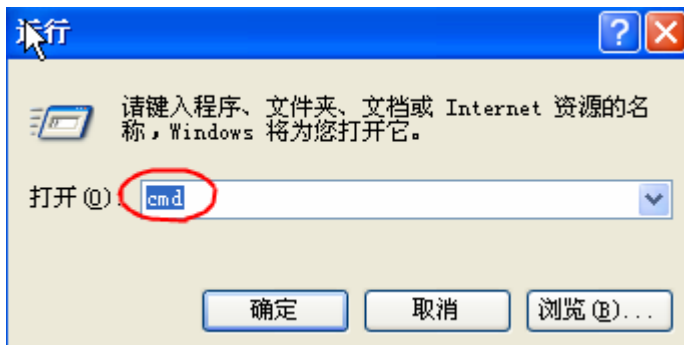 运行
请键入程序、文件夹、文档或 Internet 资源的名
称，Windows 将为您打开它。
打开(O):
cmd
确定
取消
浏览(B)...